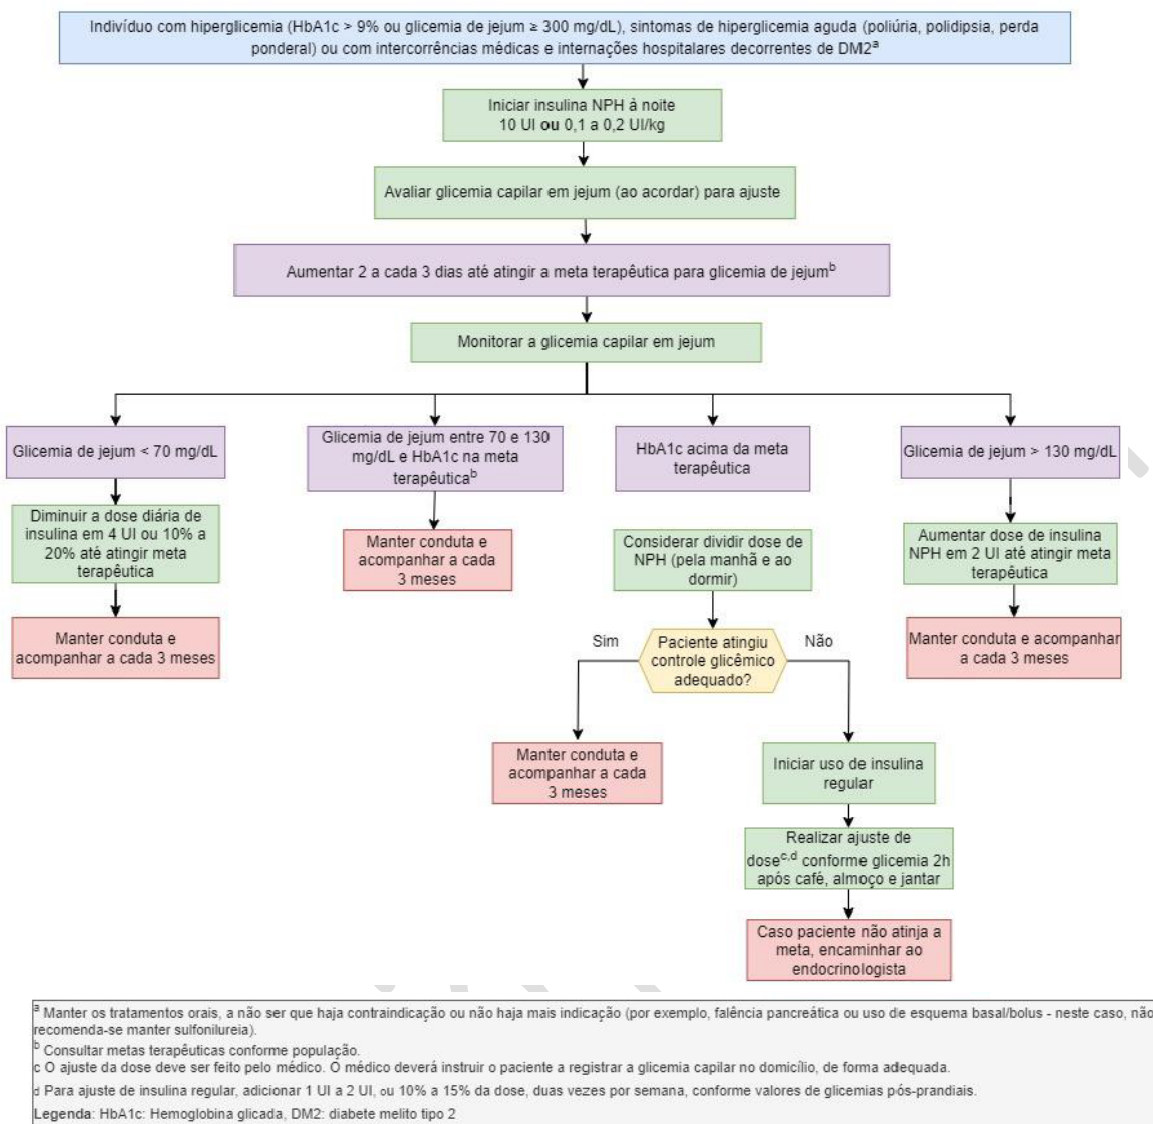 Indivíduo com hiperglicemia (HbA1c > 9% ou glicemia de jejum ≥ 300 mg/dL), sintomas de hiperglicemia aguda (poliúria, polidipsia, perda
ponderal) ou com intercorrências médicas e internações hospitalares decorrentes de DM2ª
Iniciar insulina NPH à noite
10 UI ou 0,1 a 0,2 UI/kg
Avaliar glicemia capilar em jejum (ao acordar) para ajuste
Aumentar 2 a cada 3 dias até atingir a meta terapêutica para glicemia de jejum^b
Monitorar a glicemia capilar em jejum
Glicemia de jejum < 70 mg/dL
Glicemia de jejum entre 70 e 130
mg/dL e HbA1c na meta
terapêutica^b
HbA1c acima da meta
terapêutica
Glicemia de jejum > 130 mg/dL
Diminuir a dose diária de
insulina em 4 UI ou 10% a
20% até atingir meta
terapêutica
Manter conduta e
acompanhar a cada
3 meses
Considerar dividir dose de
NPH (pela manhã e ao
dormir)
Aumentar dose de insulina
NPH em 2 UI até atingir meta
terapêutica
Manter conduta e
acompanhar a cada 3 meses
Sim
Paciente atingiu
controle glicêmico
adequado?
Não
Manter conduta e acompanhar
a cada 3 meses
Manter conduta e
acompanhar a cada
3 meses
Iniciar uso de insulina
regular
Realizar ajuste de
dose^c,d conforme glicemia 2h
após café, almoço e jantar
Caso paciente não atinja a
meta, encaminhar ao
endocrinologista
ª Manter os tratamentos orais, a não ser que haja contraindicação ou não haja mais indicação (por exemplo, falência pancreática ou uso de esquema basal/bolus - neste caso, não
recomenda-se manter sulfonilureia).
^b Consultar metas terapêuticas conforme população.
c O ajuste da dose deve ser feito pelo médico. O médico deverá instruir o paciente a registrar a glicemia capilar no domicílio, de forma adequada.
d Para ajuste de insulina regular, adicionar 1 UI a 2 UI, ou 10% a 15% da dose, duas vezes por semana, conforme valores de glicemias pós-prandiais.
Legenda: HbA1c: Hemoglobina glicada, DM2: diabete melito tipo 2